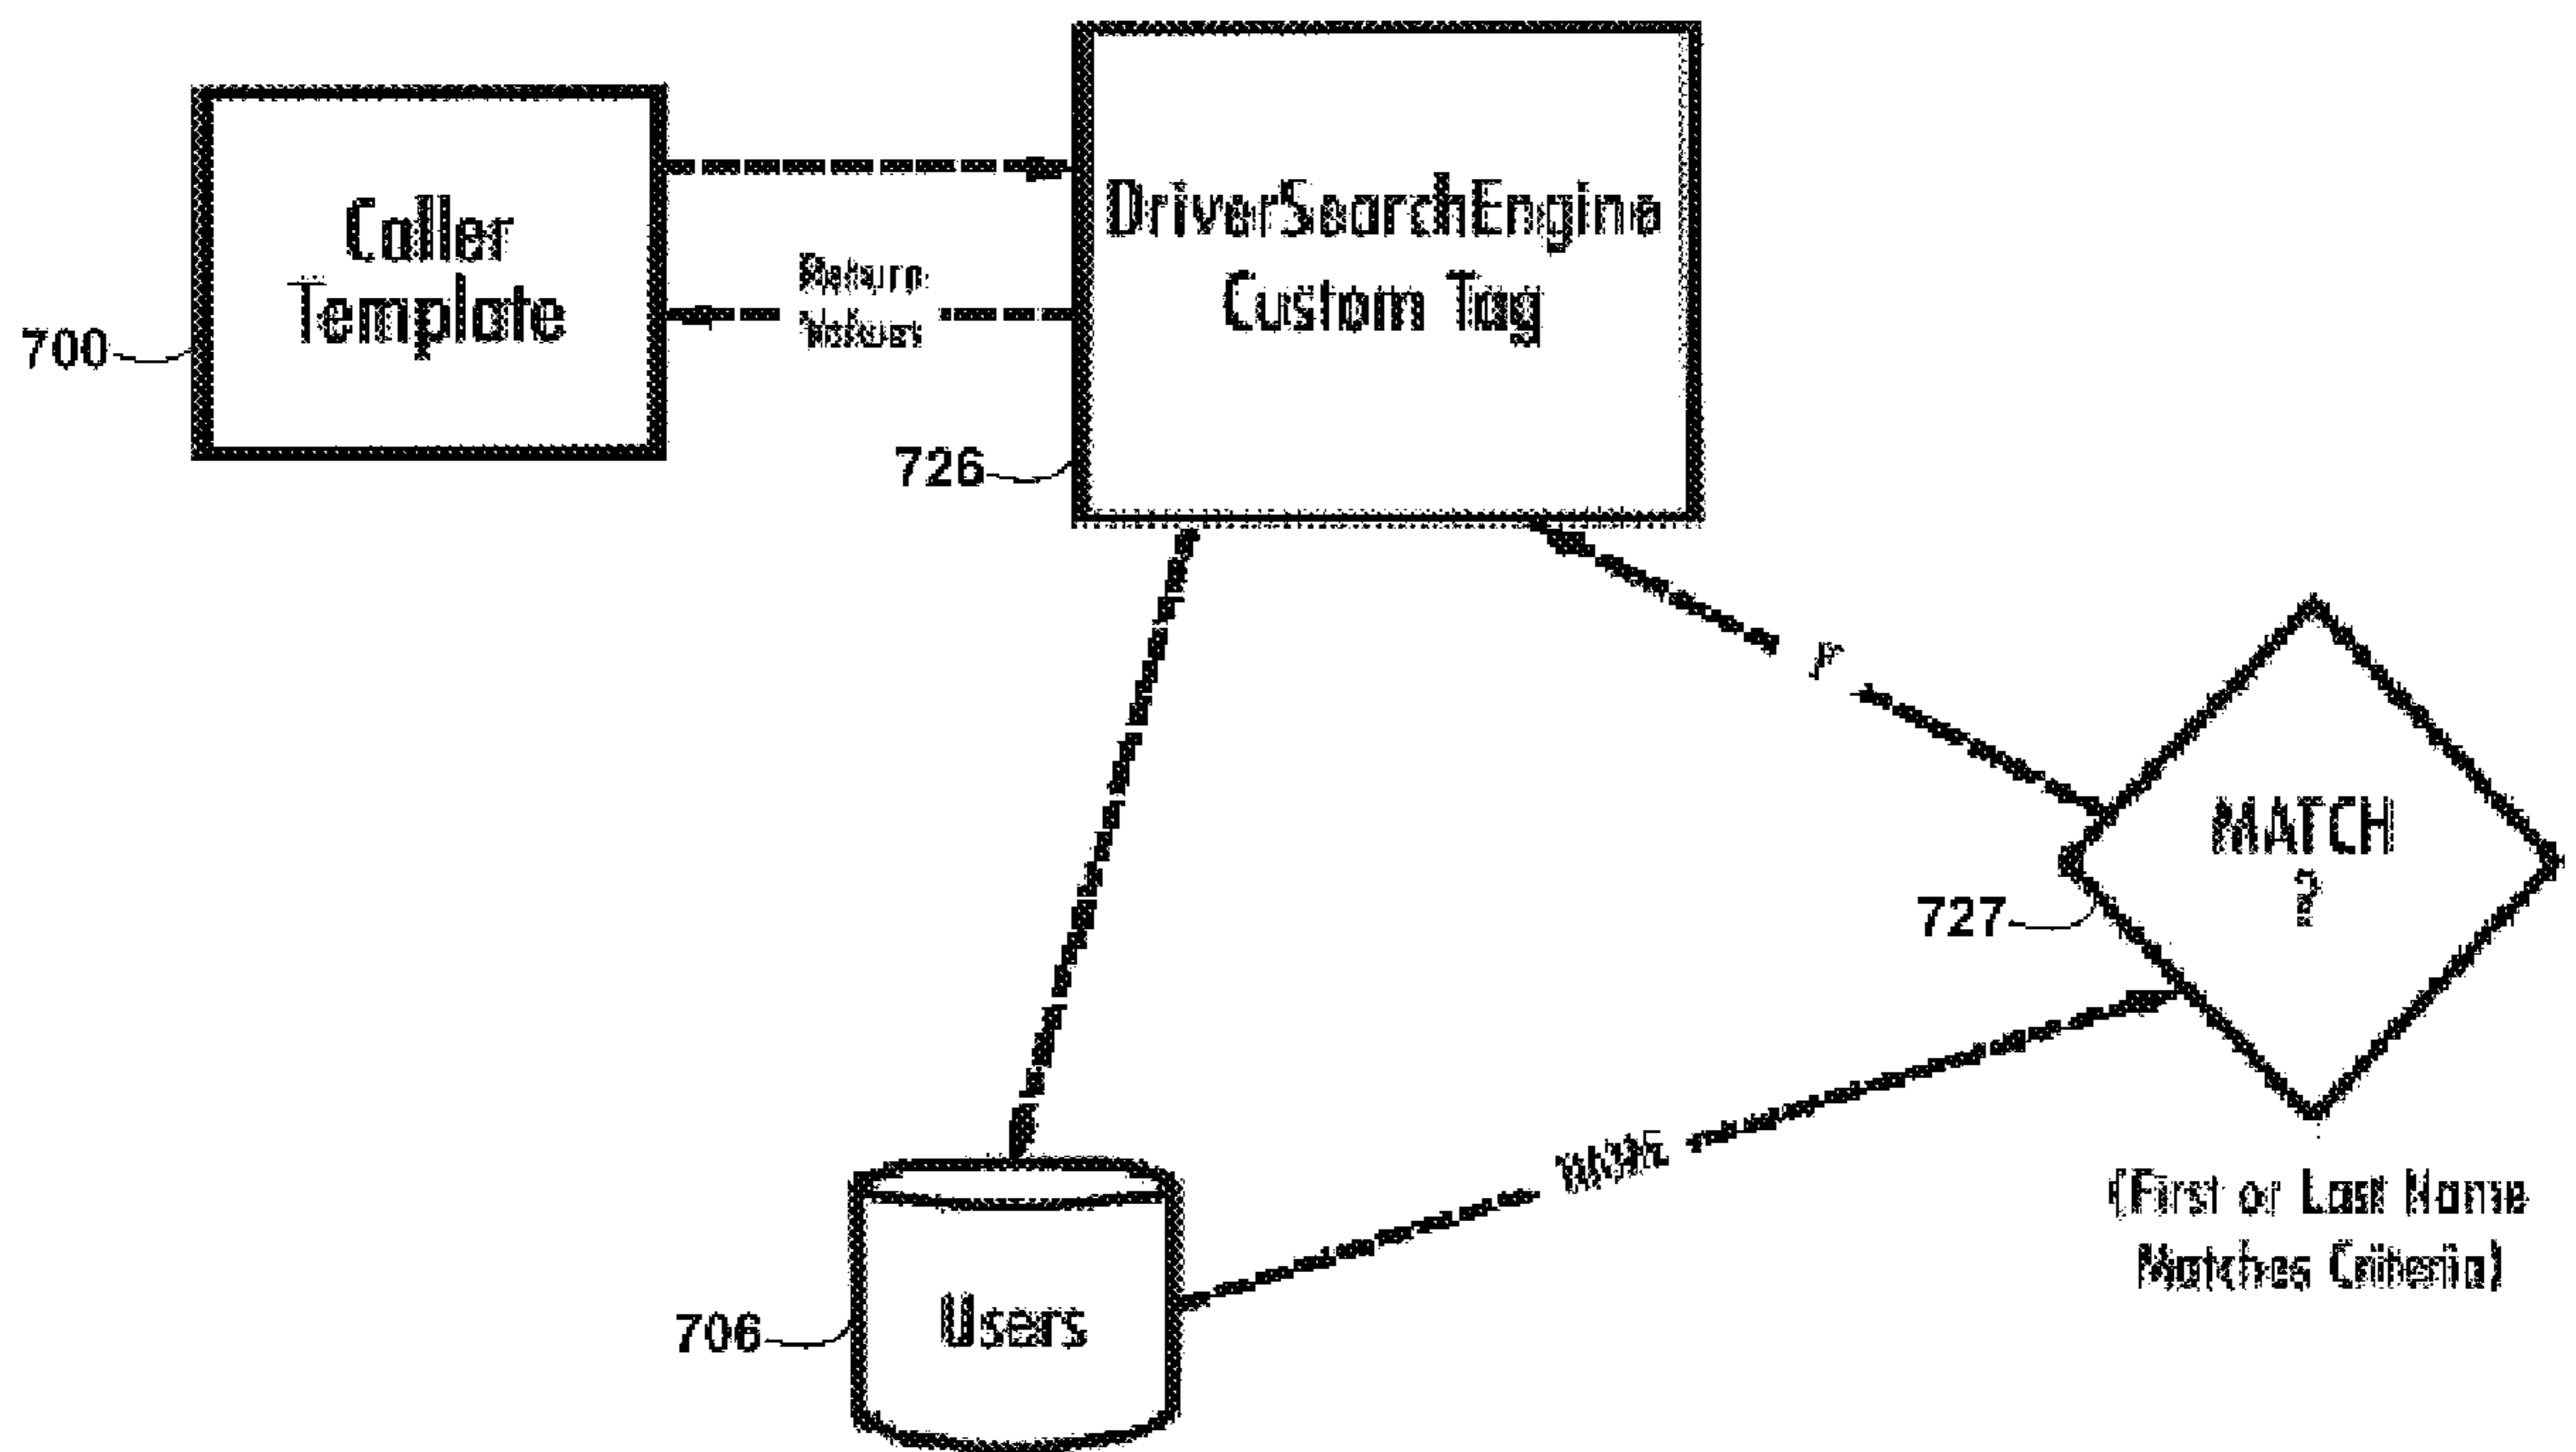 Caller
Template
700
Return
Values
DriverSearchEngine
Custom Tag
726
Y
MATCH
?
727
(First or Last Name
Matches Criteria)
Users
706